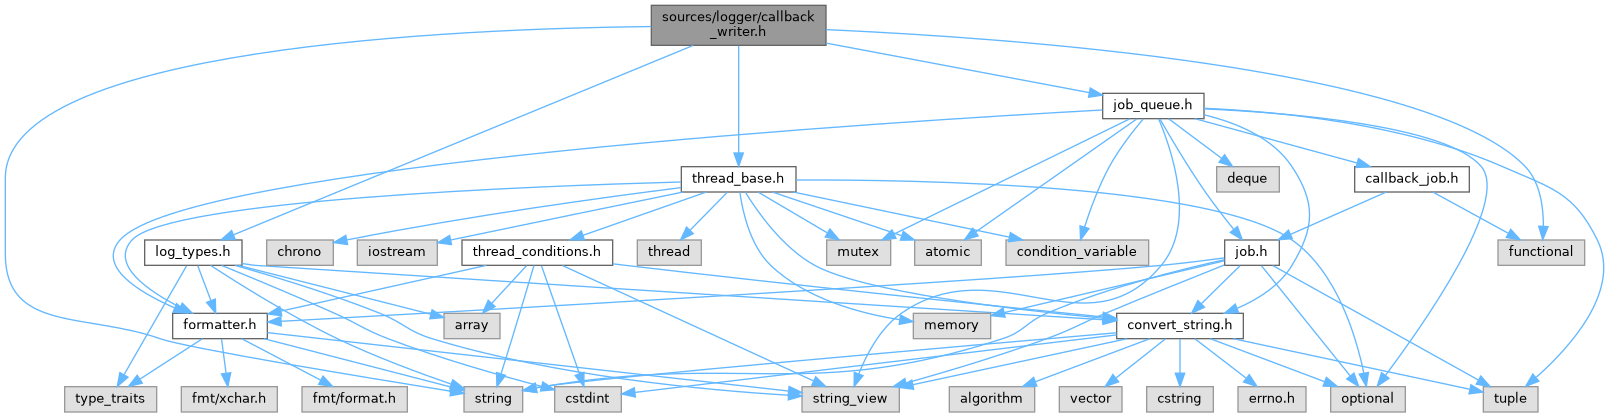 sources/logger/callback
_writer.h
job_queue.h
thread_base.h
deque
callback_job.h
log_types.h
chrono
iostream
thread_conditions.h
thread
mutex
atomic
condition_variable
job.h
functional
formatter.h
array
memory
convert_string.h
type_traits
fmt/xchar.h
fmt/format.h
string
cstdint
string_view
algorithm
vector
cstring
errno.h
optional
tuple